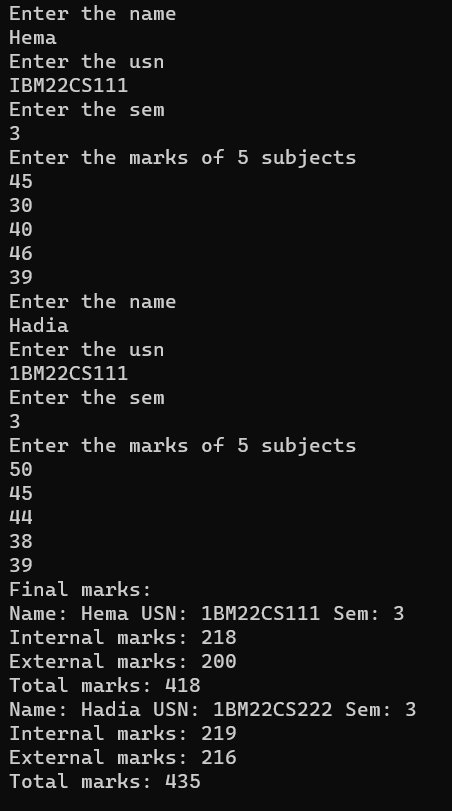 Enter the name
Hema
Enter the usn
IBM22CS111
Enter the sem
3
Enter the marks of 5 subjects
45
30
40
46
39
Enter the name
Hadia
Enter the usn
1BM22CS111
Enter the sem
3
Enter the marks of 5 subjects
50
45
44
38
39
Final marks:
Name: Hema USN: 1BM22CS111 Sem: 3
Internal marks: 218
External marks: 200
Total marks: 418
Name: Hadia USN: 1BM22CS222 Sem: 3
Internal marks: 219
External marks: 216
Total marks: 435